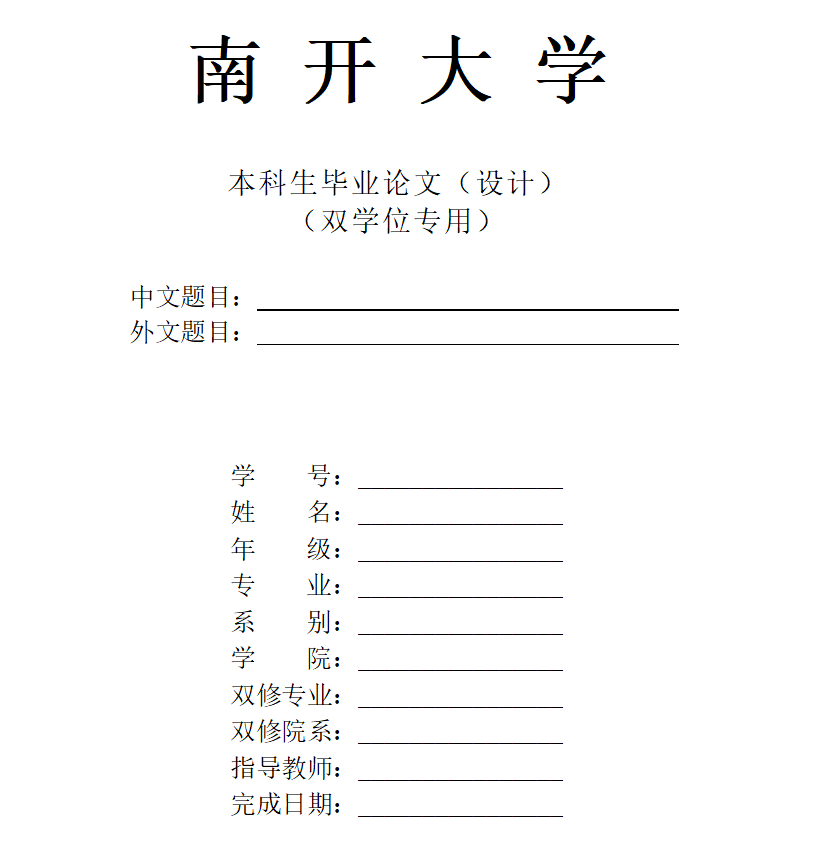 南 开 大 学
本科生毕业论文（设计）
（双学位专用）
中文题目：
外文题目：
学　　号：
姓　　名：
年　　级：
专　　业：
系　　别：
学　　院：
双修专业：
双修院系：
指导教师：
完成日期：